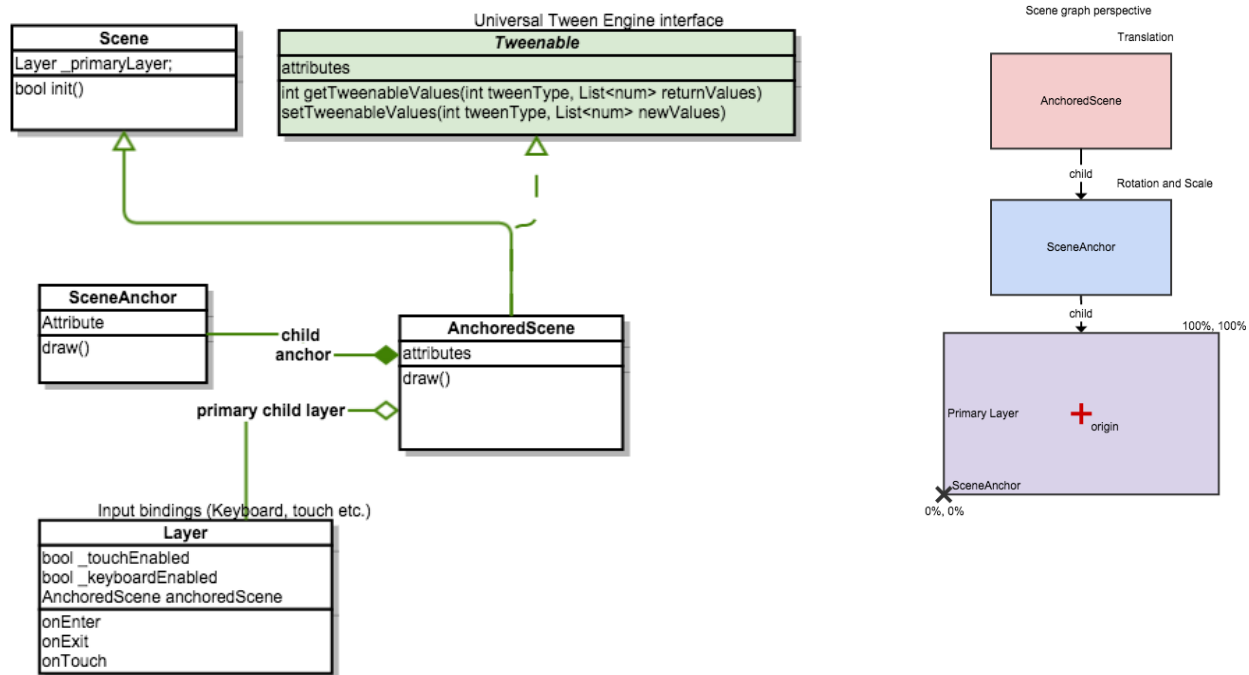 Scene
Layer _primaryLayer;
bool init()
Universal Tween Engine interface
Tweenable
attributes
int getTweenableValues(int tweenType, List<num> returnValues)
setTweenableValues(int tweenType, List<num> newValues)
SceneAnchor
Attribute
draw()
child
anchor
AnchoredScene
attributes
draw()
primary child layer
Input bindings (Keyboard, touch etc.)
Layer
bool _touchEnabled
bool _keyboardEnabled
AnchoredScene anchoredScene
onEnter
onExit
onTouch
Scene graph perspective
Translation
AnchoredScene
child
Rotation and Scale
SceneAnchor
child
100%, 100%
Primary Layer
origin
SceneAnchor
0%, 0%